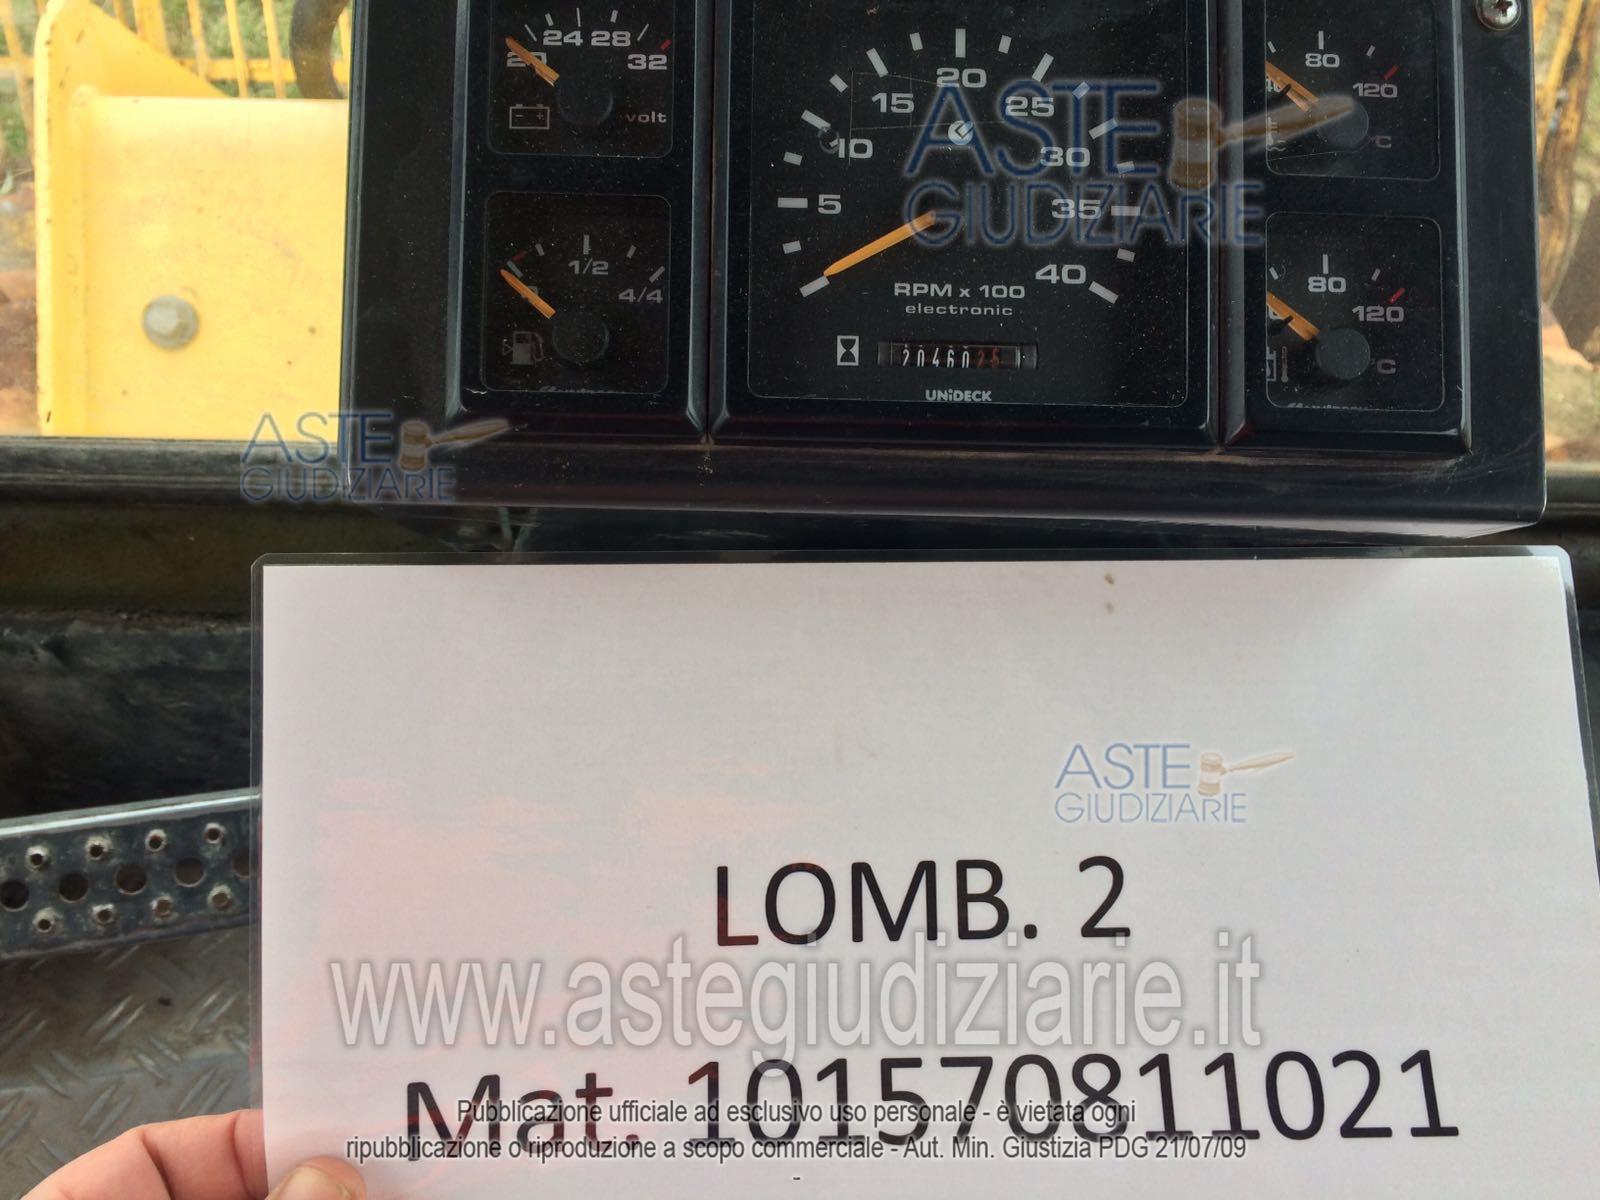 20 24 28 32
volt
1/2
4/4
5 10 15 20 25 30 35 40
RPM x 100
electronic
2046025
UNiDECK
40 80 120
°C
80 120
°C
ASTE
GIUDIZIARIE
ASTE
GIUDIZIARIE
ASTE
GIUDIZIARIE
LOMB. 2
www.astegiudiziarie.it
Mat. 101570811021
Pubblicazione ufficiale ad esclusivo uso personale - è vietata ogni
ripubblicazione o riproduzione a scopo commerciale - Aut. Min. Giustizia PDG 21/07/09
-